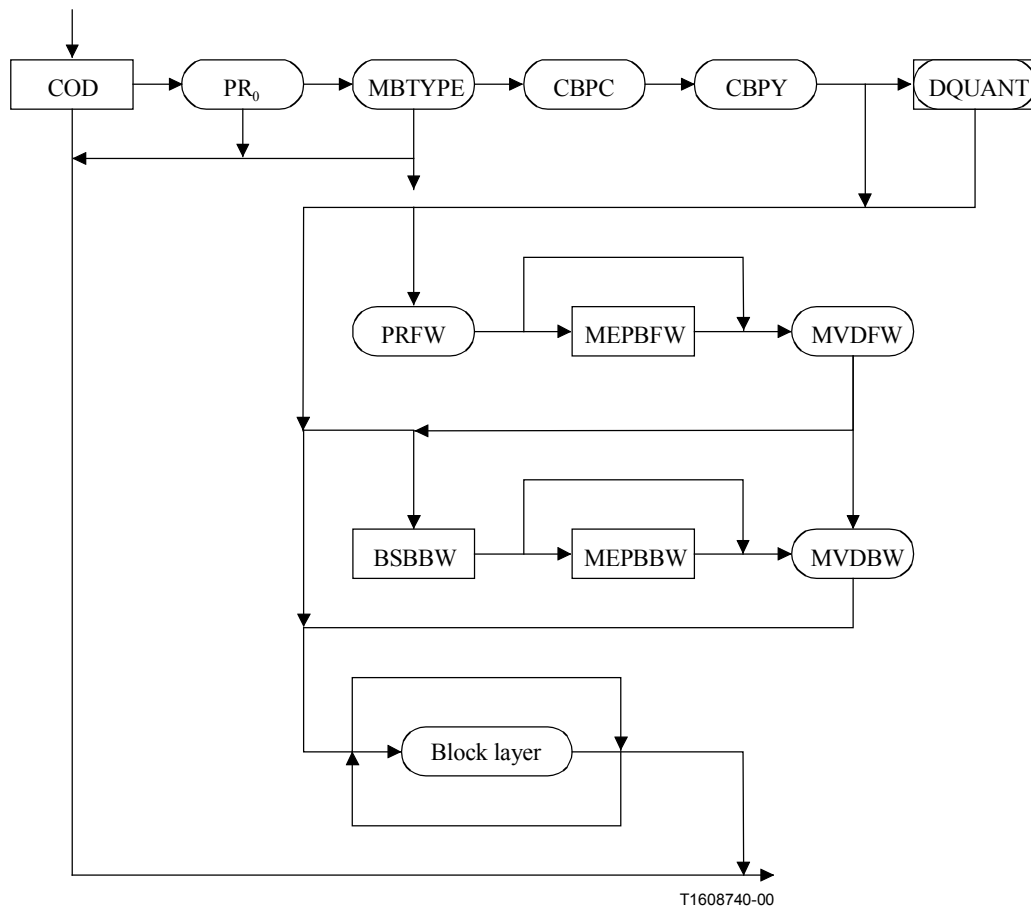 COD
PR₀
MBTYPE
CBPC
CBPY
DQUANT
PRFW
MEPBFW
MVDFW
BSBBW
MEPBBW
MVDBW
Block layer
T1608740-00